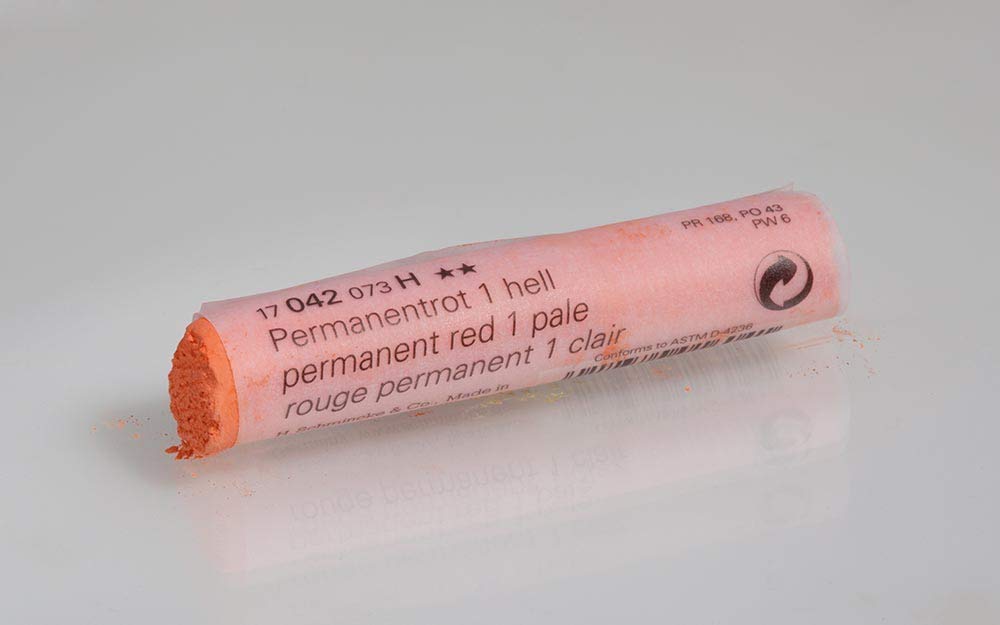 17 042 073 H ★★
Permanentrot 1 hell
permanent red 1 pale
rouge permanent 1 clair
H. Schmincke & Co., Made in
PR 168, PO 43
PW 6
Conforms to ASTM D-4236